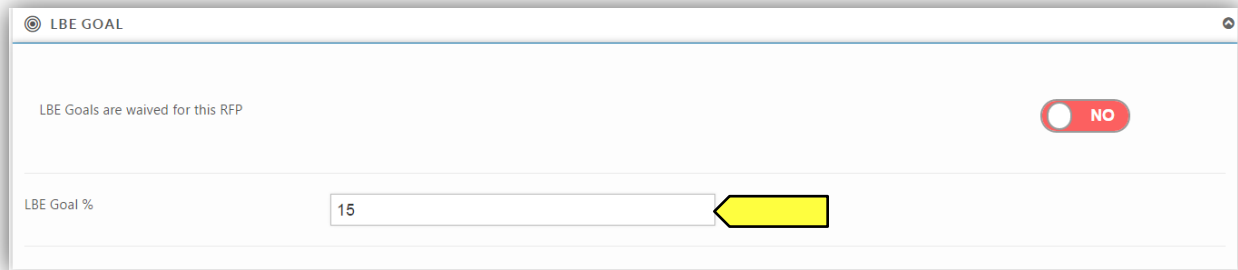 LBE GOAL
LBE Goals are waived for this RFP
NO
LBE Goal %
15